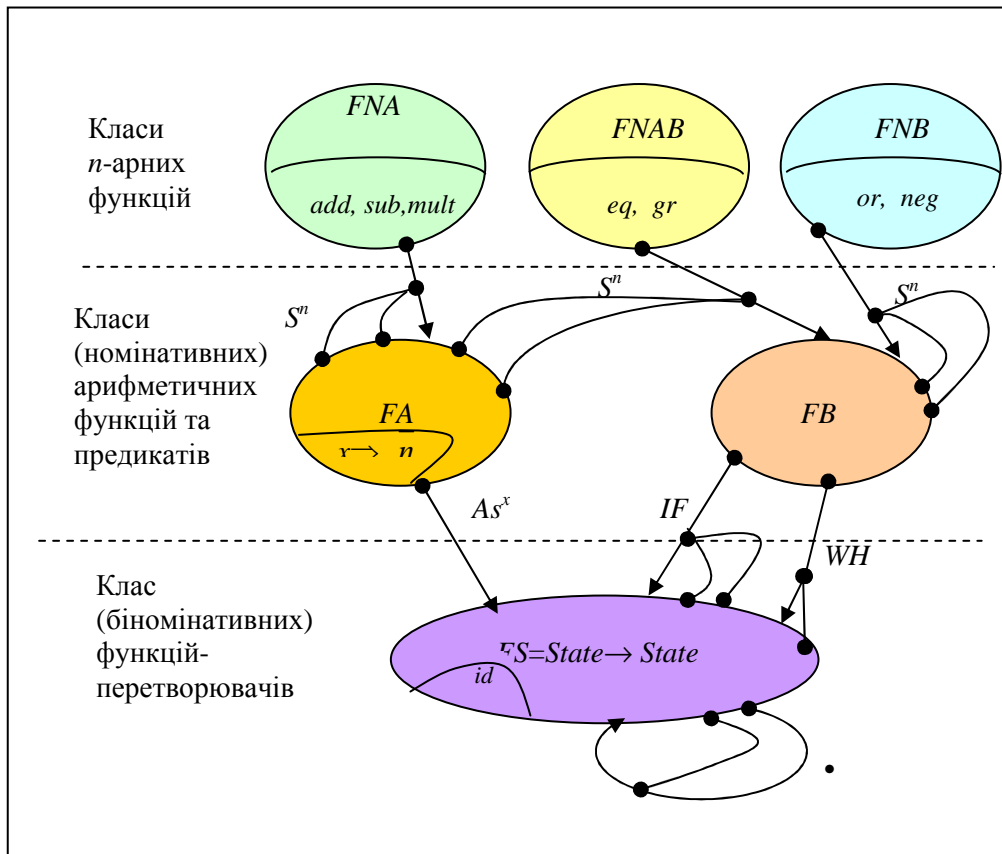 Класи
n-арних
функцій
FNA
add, sub,mult
FNAB
eq, gr
FNB
or, neg
Класи
(номінативних)
арифметичних
функцій та
предикатів
Sⁿ
Sⁿ
Sⁿ
FA
x→ n̅
FB
Asˣ
IF
WH
Клас
(біномінативних)
функцій-
перетворювачів
FS=State→ State
id
•